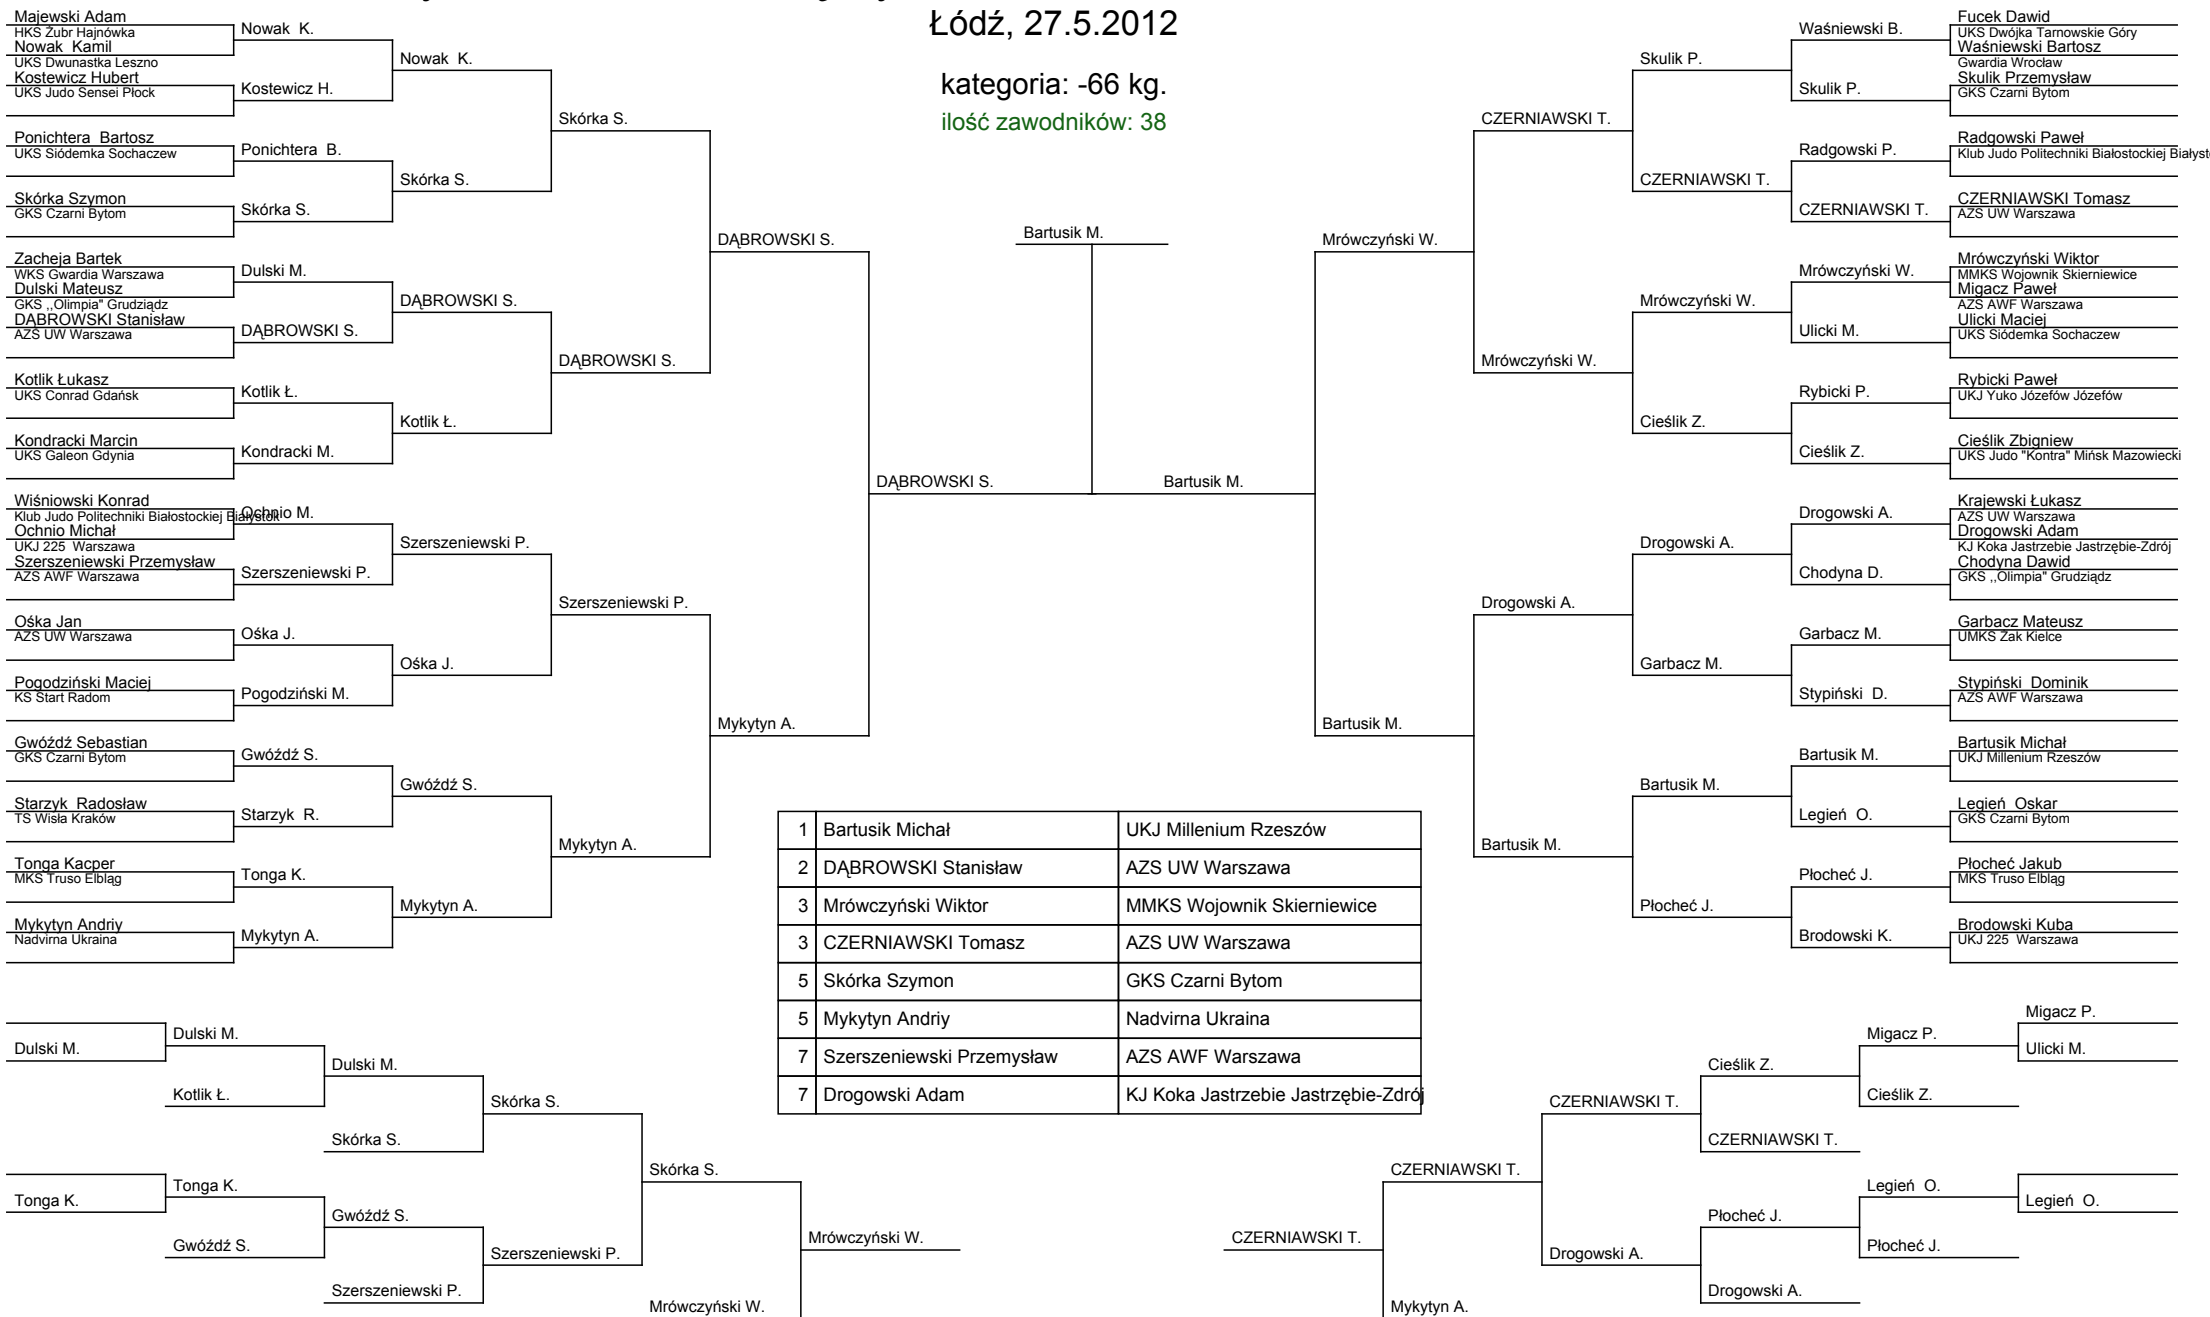 Łódź, 27.5.2012
kategoria: -66 kg.
ilość zawodników: 38
Majewski Adam
HKS Żubr Hajnówka
Nowak Kamil
UKS Dwunastka Leszno
Kostewicz Hubert
UKS Judo Sensei Płock
Ponichtera Bartosz
UKS Siódemka Sochaczew
Skórka Szymon
GKS Czarni Bytom
Zacheja Bartek
WKS Gwardia Warszawa
Dulski Mateusz
GKS ,,Olimpia" Grudziądz
DĄBROWSKI Stanisław
AZS UW Warszawa
Kotlik Łukasz
UKS Conrad Gdańsk
Kondracki Marcin
UKS Galeon Gdynia
Wiśniowski Konrad
Klub Judo Politechniki Białostockiej Białystok
Ochnio Michał
UKJ 225 Warszawa
Szerszeniewski Przemysław
AZS AWF Warszawa
Ośka Jan
AZS UW Warszawa
Pogodziński Maciej
KS Start Radom
Gwóźdź Sebastian
GKS Czarni Bytom
Starzyk Radosław
TS Wisła Kraków
Tonga Kacper
MKS Truso Elbląg
Mykytyn Andriy
Nadvirna Ukraina
Nowak K.
Kostewicz H.
Ponichtera B.
Skórka S.
Dulski M.
DĄBROWSKI S.
Kotlik Ł.
Kondracki M.
Ochnio M.
Szerszeniewski P.
Ośka J.
Pogodziński M.
Gwóźdź S.
Starzyk R.
Tonga K.
Mykytyn A.
Nowak K.
Skórka S.
DĄBROWSKI S.
Kotlik Ł.
Szerszeniewski P.
Ośka J.
Gwóźdź S.
Mykytyn A.
Skórka S.
DĄBROWSKI S.
Szerszeniewski P.
Mykytyn A.
DĄBROWSKI S.
Mykytyn A.
DĄBROWSKI S.
Bartusik M.
Bartusik M.
Mrówczyński W.
Bartusik M.
CZERNIAWSKI T.
Mrówczyński W.
Drogowski A.
Bartusik M.
Skulik P.
CZERNIAWSKI T.
Mrówczyński W.
Cieślik Z.
Drogowski A.
Garbacz M.
Bartusik M.
Płocheć J.
Waśniewski B.
Skulik P.
Radgowski P.
CZERNIAWSKI T.
Mrówczyński W.
Ulicki M.
Rybicki P.
Cieślik Z.
Drogowski A.
Chodyna D.
Garbacz M.
Stypiński D.
Bartusik M.
Legień O.
Płocheć J.
Brodowski K.
Fucek Dawid
UKS Dwójka Tarnowskie Góry
Waśniewski Bartosz
Gwardia Wrocław
Skulik Przemysław
GKS Czarni Bytom
Radgowski Paweł
Klub Judo Politechniki Białostockiej Białyst
CZERNIAWSKI Tomasz
AZS UW Warszawa
Mrówczyński Wiktor
MMKS Wojownik Skierniewice
Migacz Paweł
AZS AWF Warszawa
Ulicki Maciej
UKS Siódemka Sochaczew
Rybicki Paweł
UKJ Yuko Józefów Józefów
Cieślik Zbigniew
UKS Judo "Kontra" Mińsk Mazowiecki
Krajewski Łukasz
AZS UW Warszawa
Drogowski Adam
KJ Koka Jastrzebie Jastrzębie-Zdrój
Chodyna Dawid
GKS ,,Olimpia" Grudziądz
Garbacz Mateusz
UMKS Żak Kielce
Stypiński Dominik
AZS AWF Warszawa
Bartusik Michał
UKJ Millenium Rzeszów
Legień Oskar
GKS Czarni Bytom
Płocheć Jakub
MKS Truso Elbląg
Brodowski Kuba
UKJ 225 Warszawa
1 Bartusik Michał UKJ Millenium Rzeszów
2 DĄBROWSKI Stanisław AZS UW Warszawa
3 Mrówczyński Wiktor MMKS Wojownik Skierniewice
3 CZERNIAWSKI Tomasz AZS UW Warszawa
5 Skórka Szymon GKS Czarni Bytom
5 Mykytyn Andriy Nadvirna Ukraina
7 Szerszeniewski Przemysław AZS AWF Warszawa
7 Drogowski Adam KJ Koka Jastrzebie Jastrzębie-Zdrój
Dulski M.
Tonga K.
Dulski M.
Kotlik Ł.
Tonga K.
Gwóźdź S.
Dulski M.
Skórka S.
Gwóźdź S.
Szerszeniewski P.
Skórka S.
Szerszeniewski P.
Skórka S.
Mrówczyński W.
Mrówczyński W.
CZERNIAWSKI T.
CZERNIAWSKI T.
Mykytyn A.
CZERNIAWSKI T.
Drogowski A.
Cieślik Z.
CZERNIAWSKI T.
Płocheć J.
Drogowski A.
Migacz P.
Cieślik Z.
Legień O.
Płocheć J.
Migacz P.
Ulicki M.
Legień O.